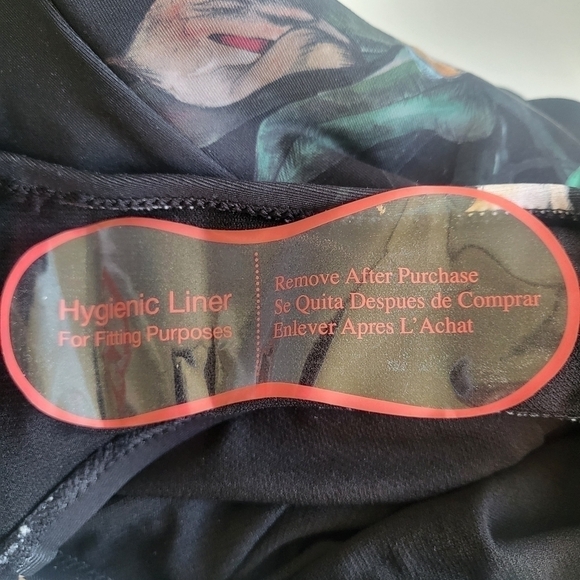 Hygienic Liner
For Fitting Purposes
Remove After Purchase
Se Quita Despues de Comprar
Enlever Apres L'Achat